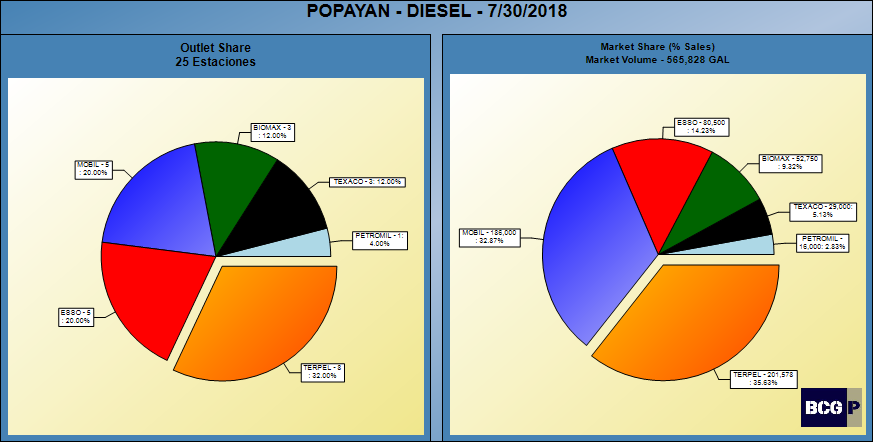 POPAYAN - DIESEL - 7/30/2018
Outlet Share
25 Estaciones
BIOMAX - 3
: 12.00%
MOBIL - 5
: 20.00%
TEXACO - 3: 12.00%
PETROMIL - 1:
4.00%
ESSO - 5
: 20.00%
TERPEL - 8
: 32.00%
Market Share (% Sales)
Market Volume - 565,828 GAL
ESSO - 80,500
: 14.23%
BIOMAX - 52,750
: 9.32%
TEXACO - 29,000:
5.13%
MOBIL - 186,000
: 32.87%
PETROMIL -
16,000: 2.83%
TERPEL - 201,578
: 35.63%
BCG P